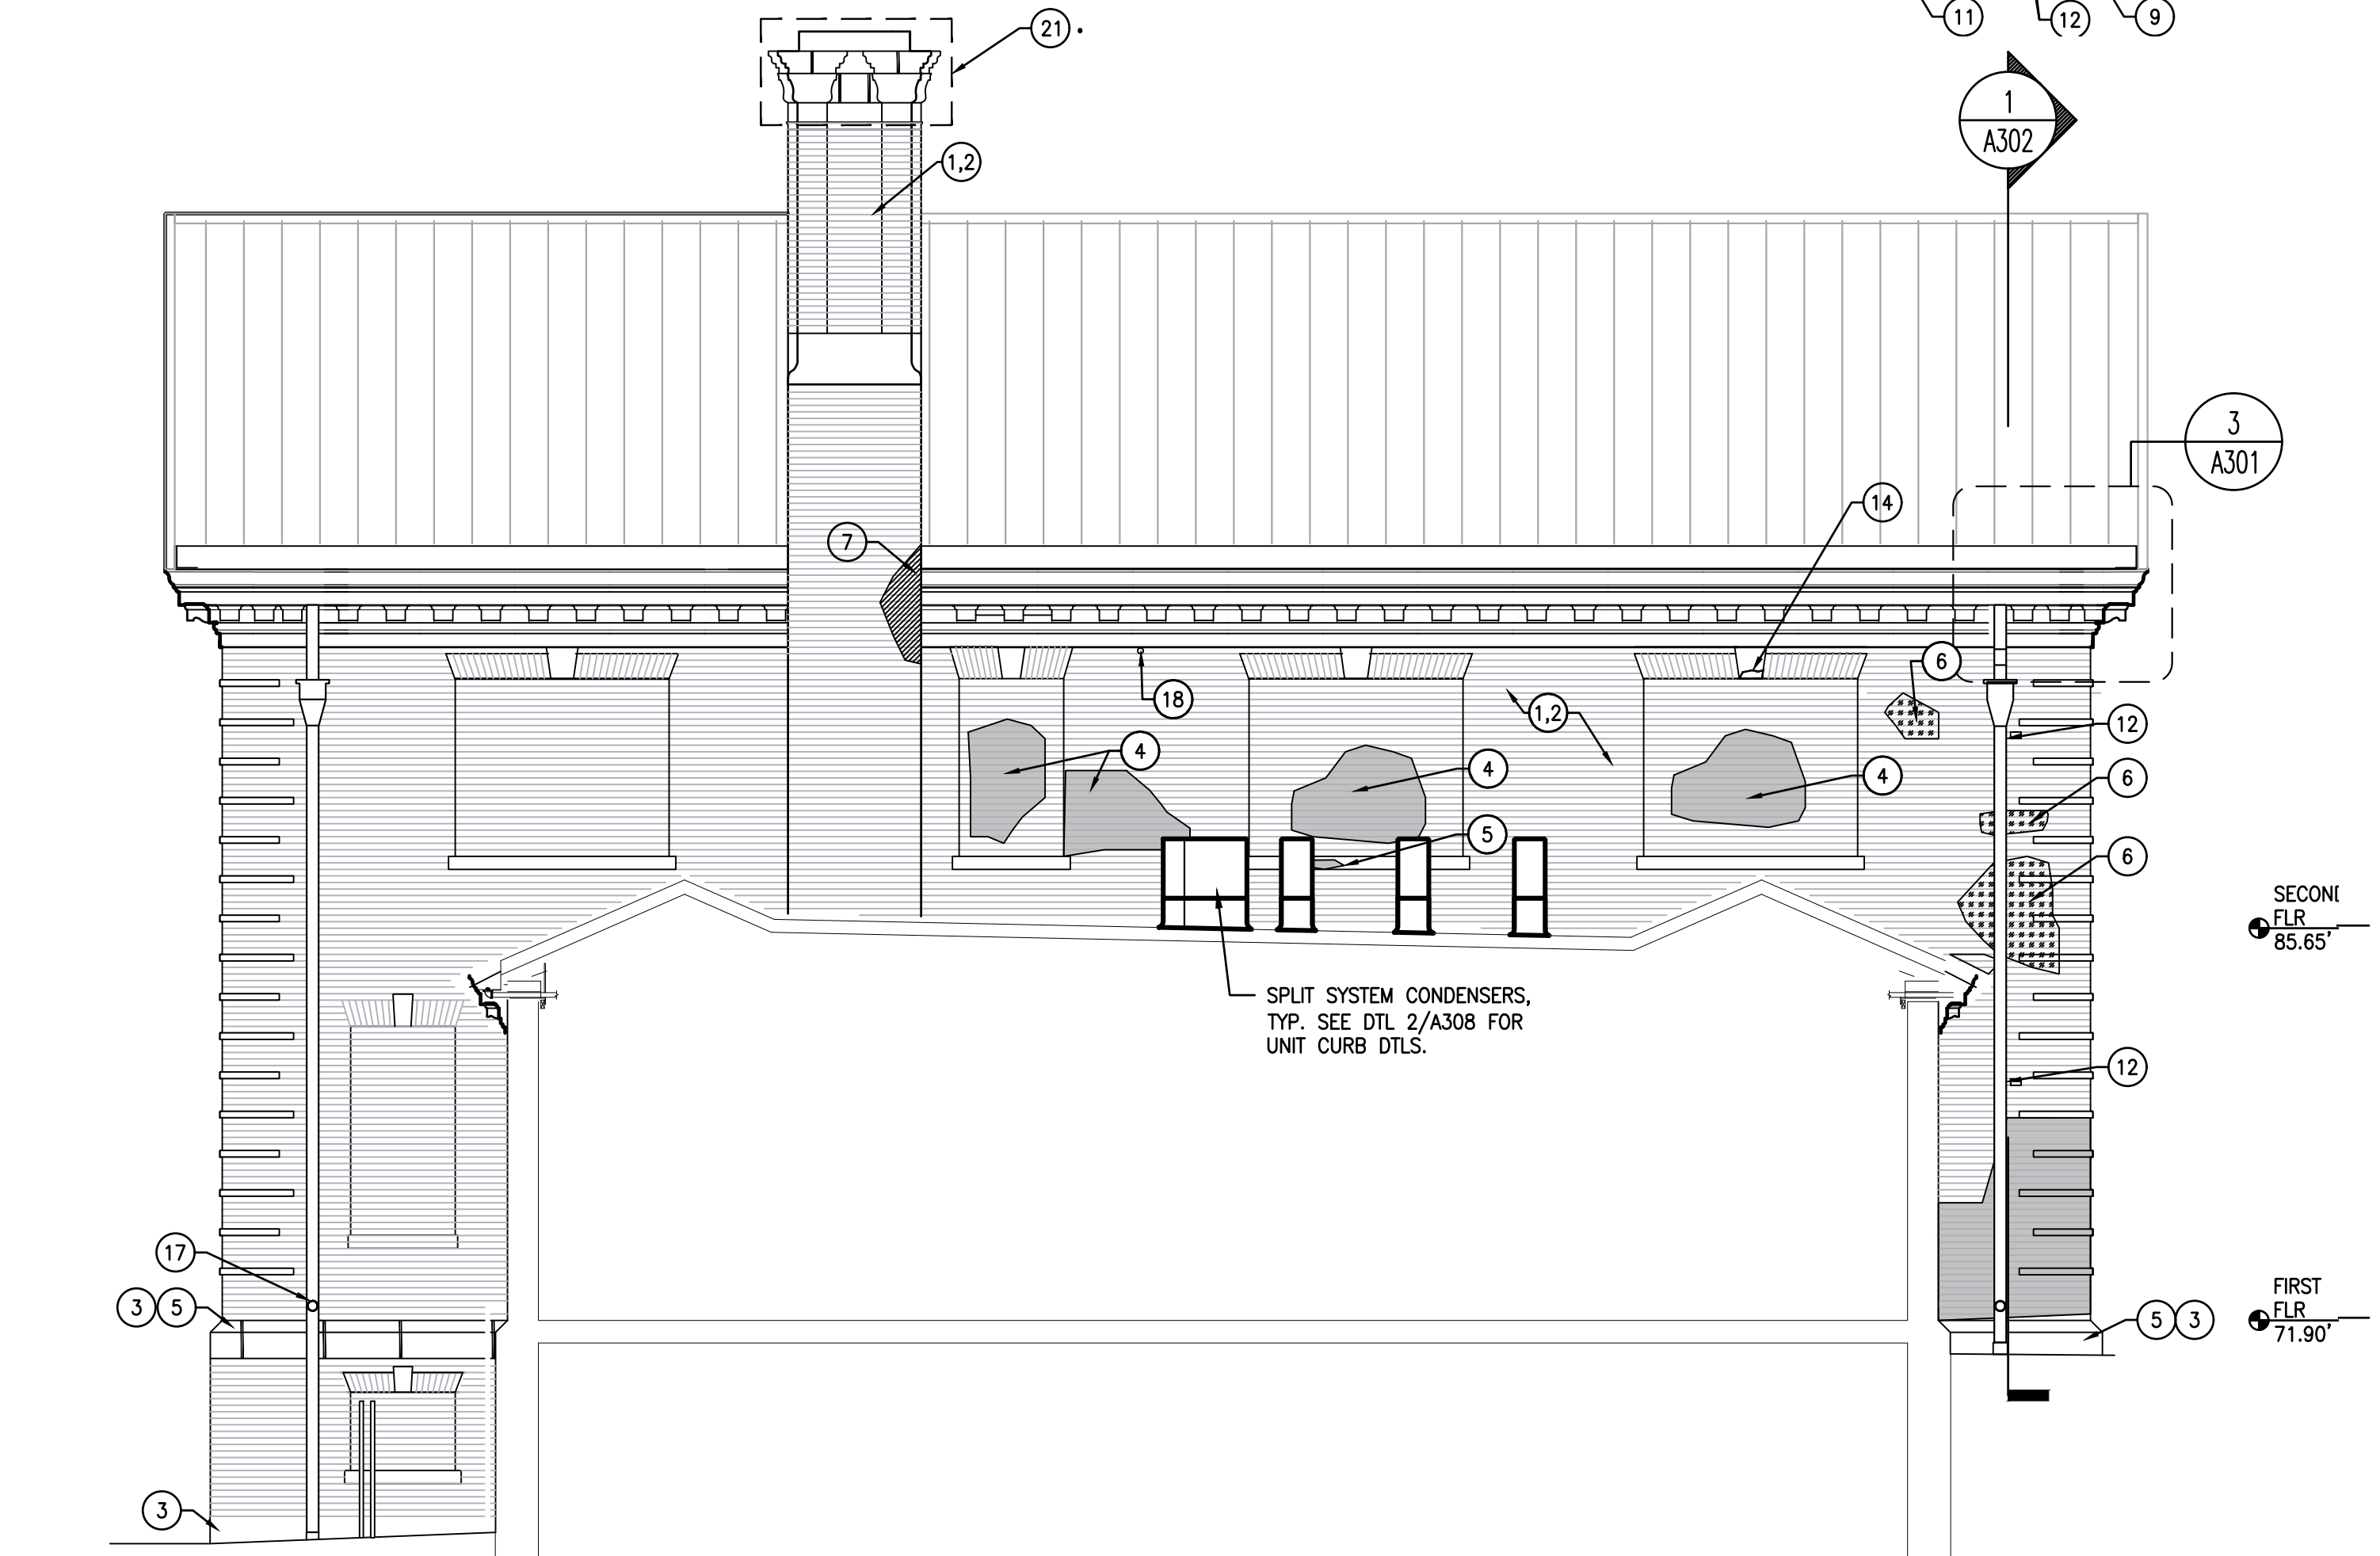 11
12
9
21
1
A302
1,2
3
A301
14
7
6
18
1,2
12
4
4
4
6
5
6
SECON
FLR
85.65'
SPLIT SYSTEM CONDENSERS,
TYP. SEE DTL 2/A308 FOR
UNIT CURB DTLS.
12
17
3 5
FIRST
FLR
71.90'
5 3
3